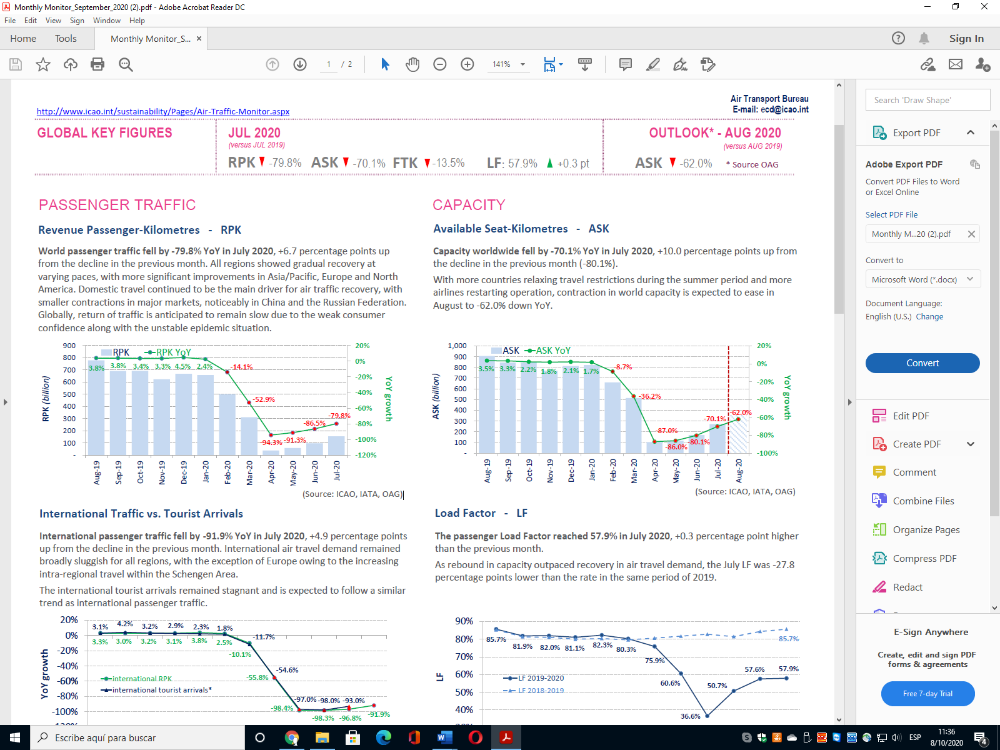 Monthly Monitor_September_2020 (2).pdf - Adobe Acrobat Reader DC
File Edit View Sign Window Help
Home Tools Monthly Monitor_S... × Sign In
1 / 2 141%
Air Transport Bureau
http://www.icao.int/sustainability/Pages/Air-Traffic-Monitor.aspx E-mail: ecd@icao.int
GLOBAL KEY FIGURES JUL 2020 OUTLOOK* - AUG 2020
(versus JUL 2019) (versus AUG 2019)
RPK ▼ -79.8% ASK ▼ -70.1% FTK ▼ -13.5% LF: 57.9% ▲ +0.3 pt ASK ▼ -62.0% * Source OAG
PASSENGER TRAFFIC
Revenue Passenger-Kilometres - RPK
World passenger traffic fell by -79.8% YoY in July 2020, +6.7 percentage points up
from the decline in the previous month. All regions showed gradual recovery at
varying paces, with more significant improvements in Asia/Pacific, Europe and North
America. Domestic travel continued to be the main driver for air traffic recovery, with
smaller contractions in major markets, noticeably in China and the Russian Federation.
Globally, return of traffic is anticipated to remain slow due to the weak consumer
confidence along with the unstable epidemic situation.
RPK RPK YoY
900 800 700 600 500 400 300 200 100 -
RPK (billion)
3.8% 3.8% 3.4% 3.3% 4.5% 2.4% -14.1% -52.9% -94.3% -91.3% -86.5% -79.8%
20% 0% -20% -40% -60% -80% -100% -120%
YoY growth
Aug-19 Sep-19 Oct-19 Nov-19 Dec-19 Jan-20 Feb-20 Mar-20 Apr-20 May-20 Jun-20 Jul-20
(Source: ICAO, IATA, OAG)
International Traffic vs. Tourist Arrivals
International passenger traffic fell by -91.9% YoY in July 2020, +4.9 percentage points
up from the decline in the previous month. International air travel demand remained
broadly sluggish for all regions, with the exception of Europe owing to the increasing
intra-regional travel within the Schengen Area.
The international tourist arrivals remained stagnant and is expected to follow a similar
trend as international passenger traffic.
20% 0% -20% -40% -60% -80% -100%
YoY growth
3.1% 4.2% 3.2% 2.9% 2.3% 1.8% -11.7% -54.6% -97.0% -98.0% -93.0%
3.3% 3.0% 3.2% 3.1% 3.8% 2.5% -10.1% -55.8% -98.4% -98.3% -96.8% -91.9%
international RPK
international tourist arrivals*
CAPACITY
Available Seat-Kilometres - ASK
Capacity worldwide fell by -70.1% YoY in July 2020, +10.0 percentage points up from
the decline in the previous month (-80.1%).
With more countries relaxing travel restrictions during the summer period and more
airlines restarting operation, contraction in world capacity is expected to ease in
August to -62.0% down YoY.
ASK ASK YoY
1,000 900 800 700 600 500 400 300 200 100 -
ASK (billion)
3.5% 3.3% 2.2% 1.8% 2.1% 1.7% -8.7% -36.2% -87.0% -86.0% -80.1% -70.1% -62.0%
20% 0% -20% -40% -60% -80% -100%
YoY growth
Aug-19 Sep-19 Oct-19 Nov-19 Dec-19 Jan-20 Feb-20 Mar-20 Apr-20 May-20 Jun-20 Jul-20 Aug-20
(Source: ICAO, IATA, OAG)
Load Factor - LF
The passenger Load Factor reached 57.9% in July 2020, +0.3 percentage point higher
than the previous month.
As rebound in capacity outpaced recovery in air travel demand, the July LF was -27.8
percentage points lower than the rate in the same period of 2019.
90% 80% 70% 60% 50% 40%
LF
85.7% 81.9% 82.0% 81.1% 82.3% 80.3% 75.9% 60.6% 36.6% 50.7% 57.6% 57.9%
85.7%
LF 2019-2020
LF 2018-2019
Search 'Draw Shape'
Export PDF
Adobe Export PDF
Convert PDF Files to Word
or Excel Online
Select PDF File
Monthly M...20 (2).pdf
Convert to
Microsoft Word (*.docx)
Document Language:
English (U.S.) Change
Convert
Edit PDF
Create PDF
Comment
Combine Files
Organize Pages
Compress PDF
Redact
E-Sign Anywhere
Create, edit and sign PDF
forms & agreements
Free 7-day Trial
Escribe aquí para buscar
ESP
11:36
8/10/2020
4